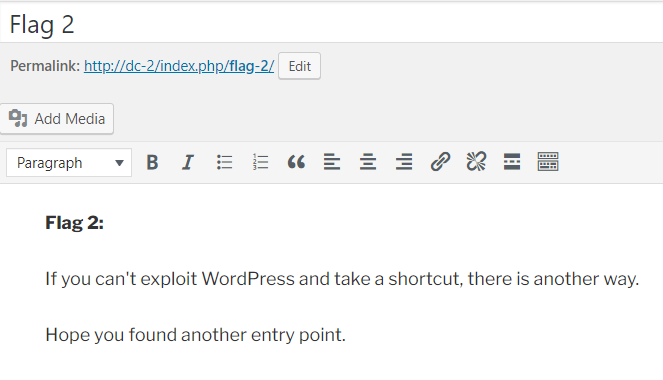 Flag 2
Permalink: http://dc-2/index.php/flag-2/ Edit
Add Media
Paragraph B I
Flag 2:
If you can't exploit WordPress and take a shortcut, there is another way.
Hope you found another entry point.